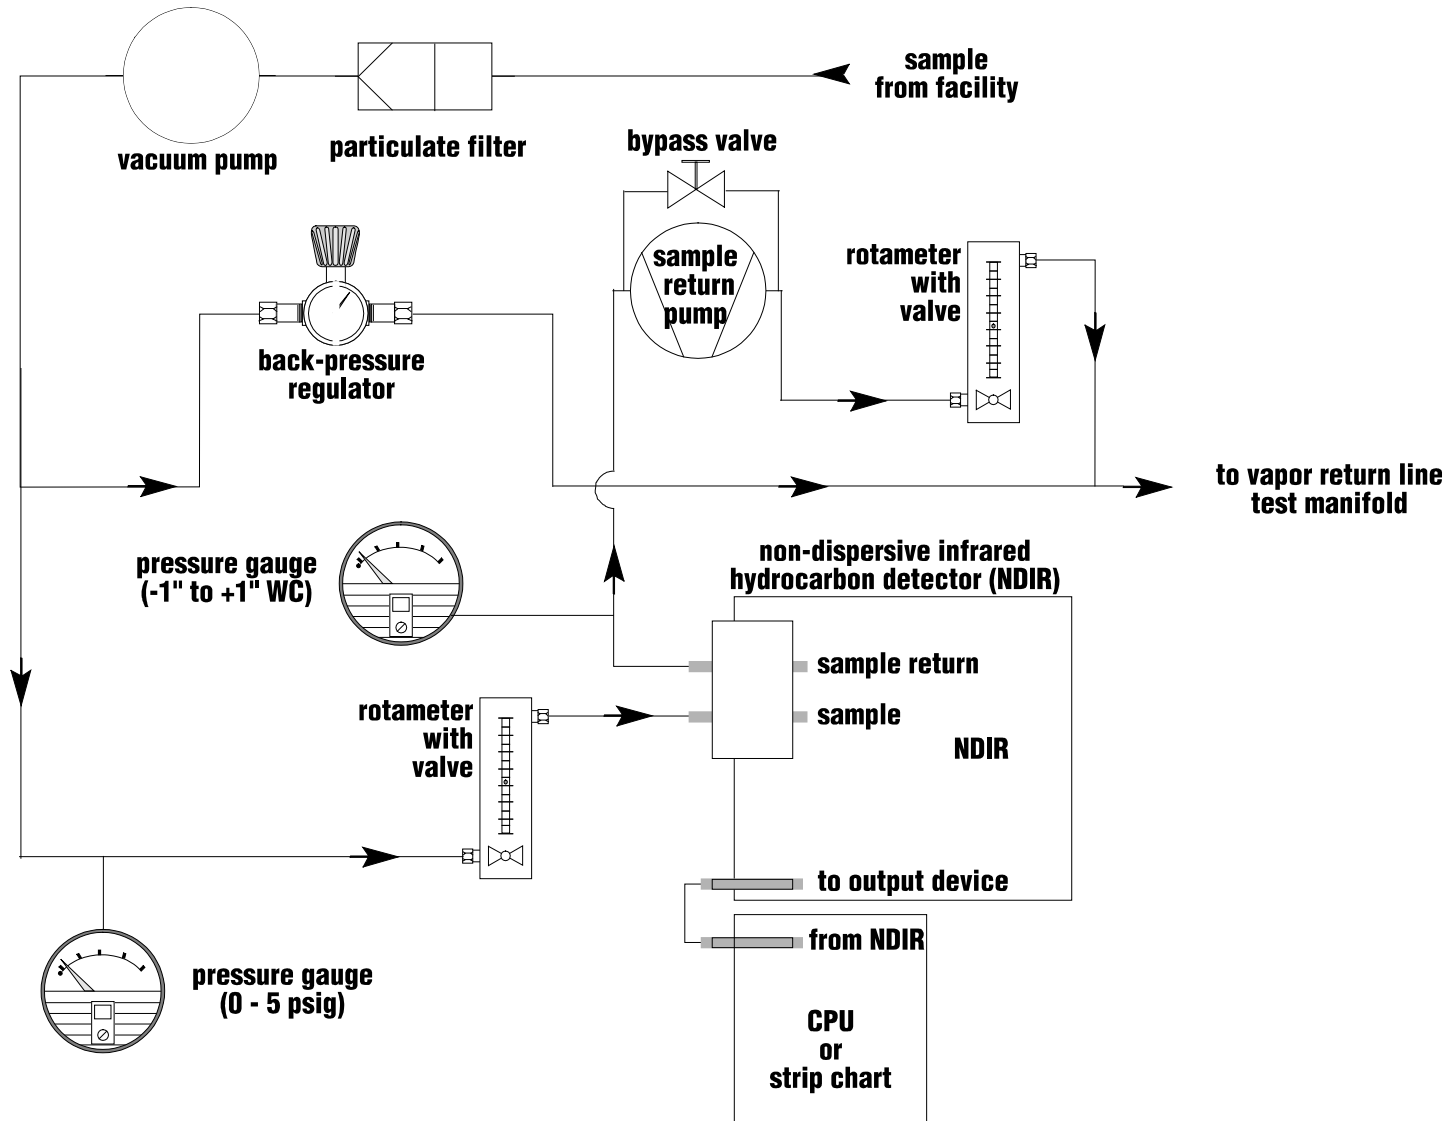 sample
from facility
vacuum pump
particulate filter
bypass valve
sample
return
pump
rotameter
with
valve
back-pressure
regulator
to vapor return line
test manifold
pressure gauge
(-1" to +1" WC)
non-dispersive infrared
hydrocarbon detector (NDIR)
sample return
sample
NDIR
rotameter
with
valve
to output device
from NDIR
pressure gauge
(0 - 5 psig)
CPU
or
strip chart